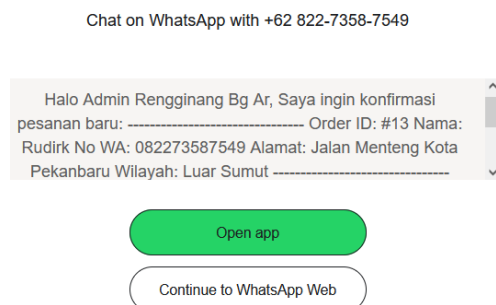 Chat on WhatsApp with +62 822-7358-7549
Halo Admin Rengginang Bg Ar, Saya ingin konfirmasi
pesanan baru: -------------------------------- Order ID: #13 Nama:
Rudirk No WA: 082273587549 Alamat: Jalan Menteng Kota
Pekanbaru Wilayah: Luar Sumut --------------------------------
Open app
Continue to WhatsApp Web